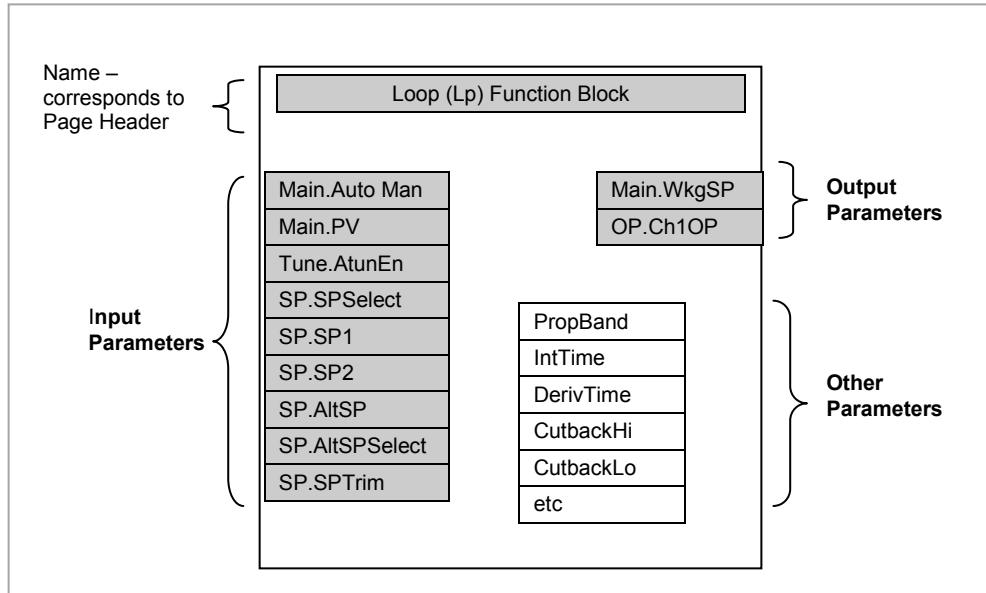 Name –
corresponds to
Page Header
Loop (Lp) Function Block
Input
Parameters
Main.Auto Man
Main.PV
Tune.AtunEn
SP.SPSelect
SP.SP1
SP.SP2
SP.AltSP
SP.AltSPSelect
SP.SPTrim
Main.WkgSP
OP.Ch1OP
Output
Parameters
PropBand
IntTime
DerivTime
CutbackHi
CutbackLo
etc
Other
Parameters